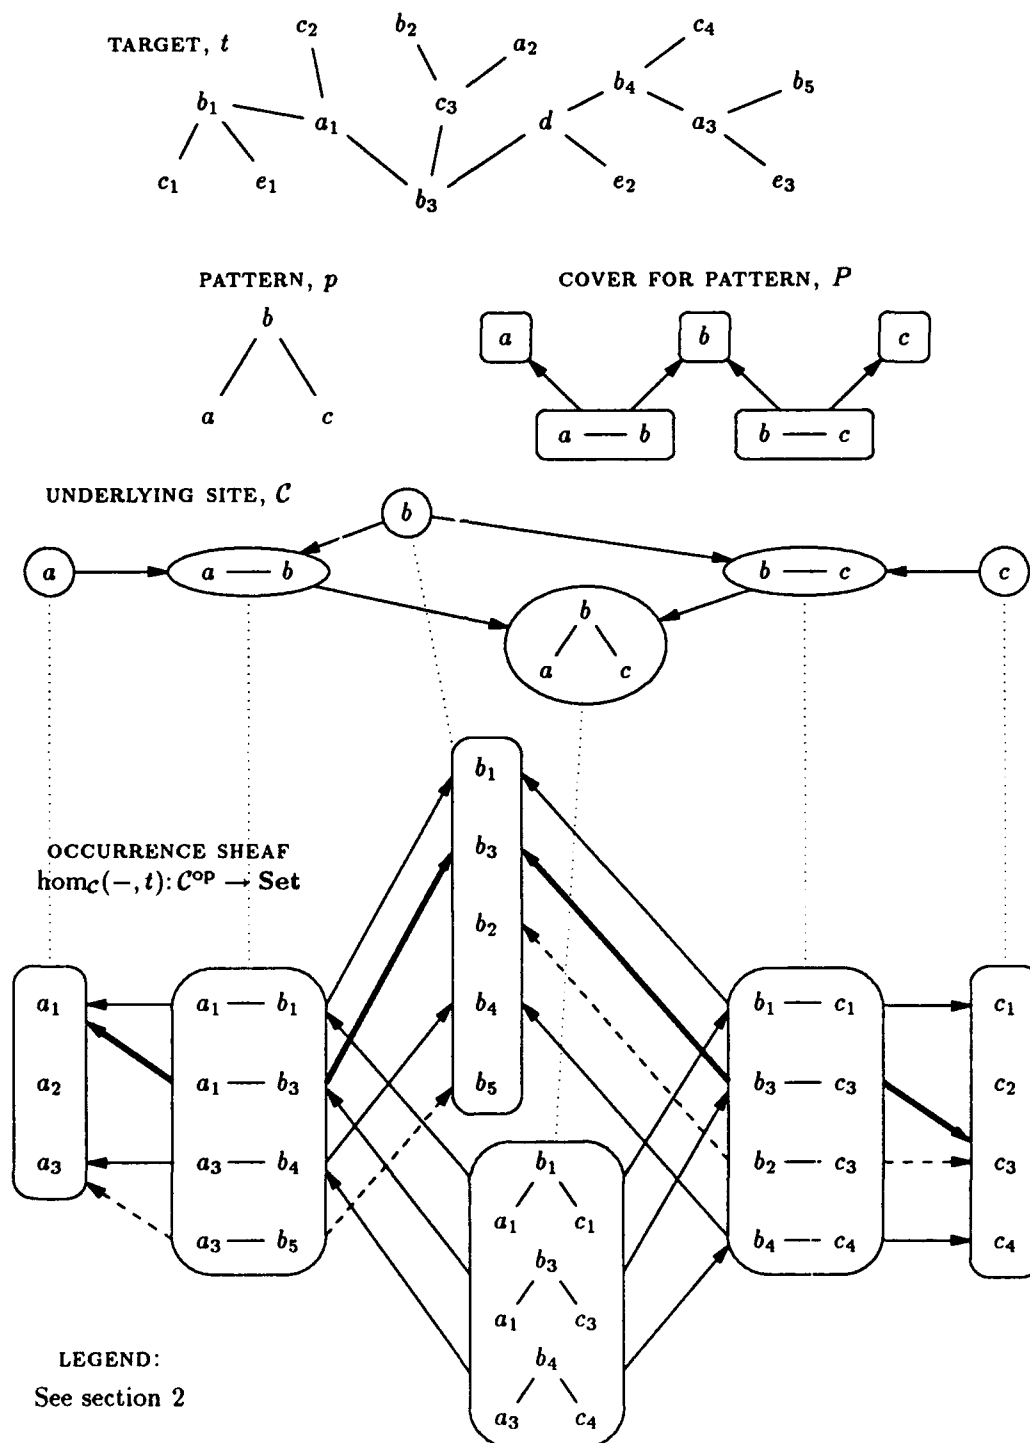 TARGET, t
c₂ b₂ a₂ c₄
b₁ a₁ c₃ d b₄ a₃ b₅
c₁ e₁ b₃ e₂ e₃
PATTERN, p
b
a c
COVER FOR PATTERN, P
a b c
a — b b — c
UNDERLYING SITE, 𝒞
b
a a — b b — c c
b
a c
OCCURRENCE SHEAF
hom𝒞(−, t): 𝒞ᵒᵖ → Set
b₁
b₃
b₂
b₄
b₅
a₁
a₂
a₃
a₁ — b₁
a₁ — b₃
a₃ — b₄
a₃ — b₅
b₁ — c₁
b₃ — c₃
b₂ — c₃
b₄ — c₄
c₁
c₂
c₃
c₄
b₁
a₁ c₁
b₃
a₁ c₃
b₄
a₃ c₄
LEGEND:
See section 2